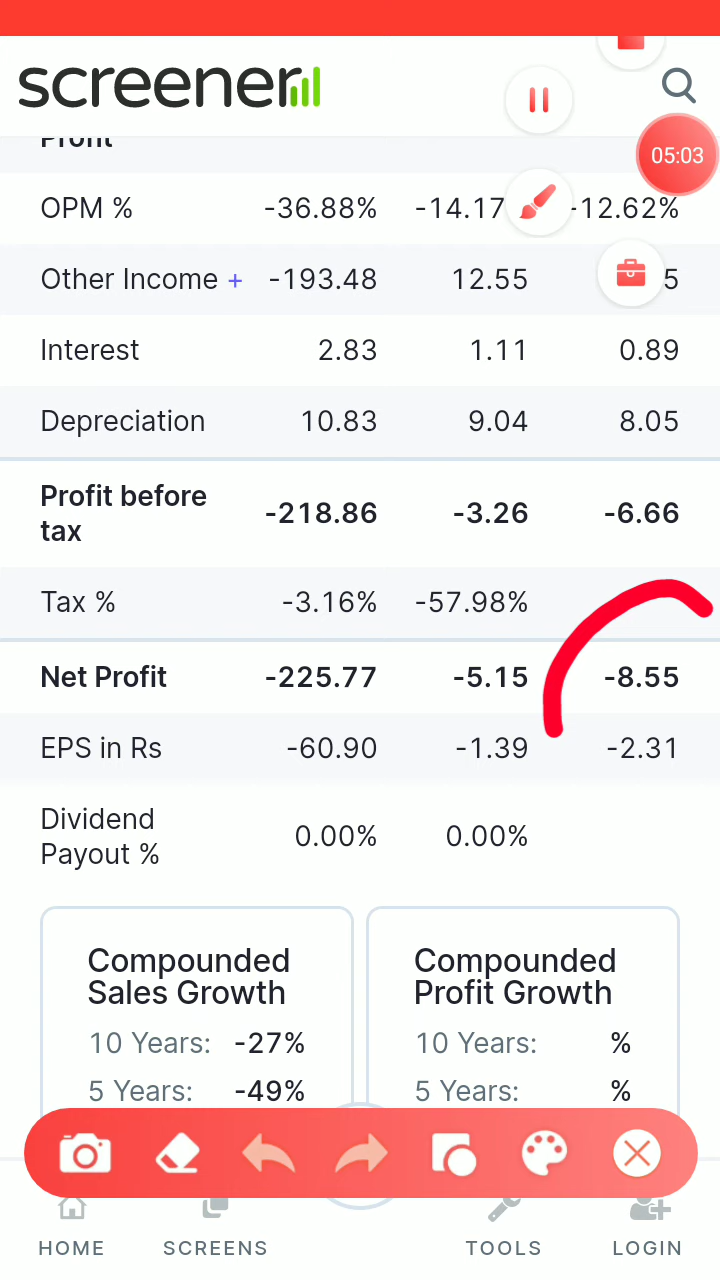 screener
Profit
05:03
OPM % -36.88% -14.17 -12.62%
Other Income + -193.48 12.55 5
Interest 2.83 1.11 0.89
Depreciation 10.83 9.04 8.05
Profit before
tax -218.86 -3.26 -6.66
Tax % -3.16% -57.98%
Net Profit -225.77 -5.15 -8.55
EPS in Rs -60.90 -1.39 -2.31
Dividend
Payout % 0.00% 0.00%
Compounded
Sales Growth
10 Years: -27%
5 Years: -49%
Compounded
Profit Growth
10 Years: %
5 Years: %
HOME SCREENS TOOLS LOGIN